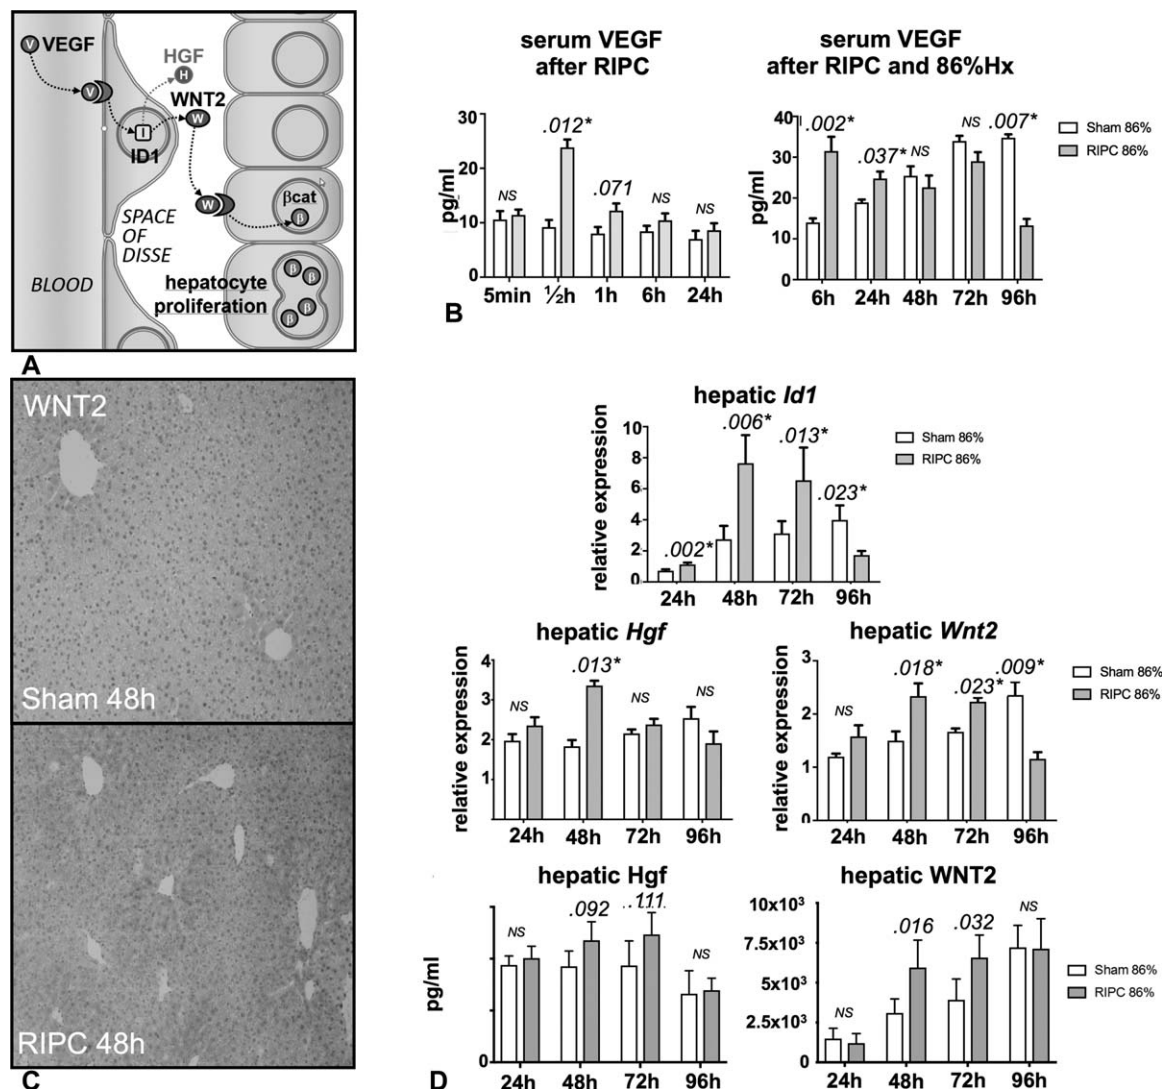 VEGF
V
HGF
H
WNT2
V
W
I
ID1
W
βcat
β
SPACE
OF
DISSE
BLOOD
hepatocyte
proliferation
β
β
β
β
A
serum VEGF
after RIPC
30
20
10
0
pg/ml
NS
.012*
.071
NS
NS
5min
½h
1h
6h
24h
serum VEGF
after RIPC and 86%Hx
40
30
20
10
0
pg/ml
.002*
.037*
NS
NS
.007*
6h
24h
48h
72h
96h
Sham 86%
RIPC 86%
B
WNT2
Sham 48h
RIPC 48h
C
hepatic Id1
relative expression
10
8
6
4
2
0
.002*
.006*
.013*
.023*
24h
48h
72h
96h
Sham 86%
RIPC 86%
hepatic Hgf
relative expression
4
3
2
1
NS
.013*
NS
NS
24h
48h
72h
96h
hepatic Wnt2
relative expression
3
2
1
0
NS
.018*
.023*
.009*
24h
48h
72h
96h
Sham 86%
RIPC 86%
hepatic Hgf
pg/ml
0
NS
.092
.111
NS
24h
48h
72h
96h
hepatic WNT2
10x10³
7.5x10³
5x10³
2.5x10³
0
NS
.016
.032
NS
24h
48h
72h
96h
Sham 86%
RIPC 86%
D